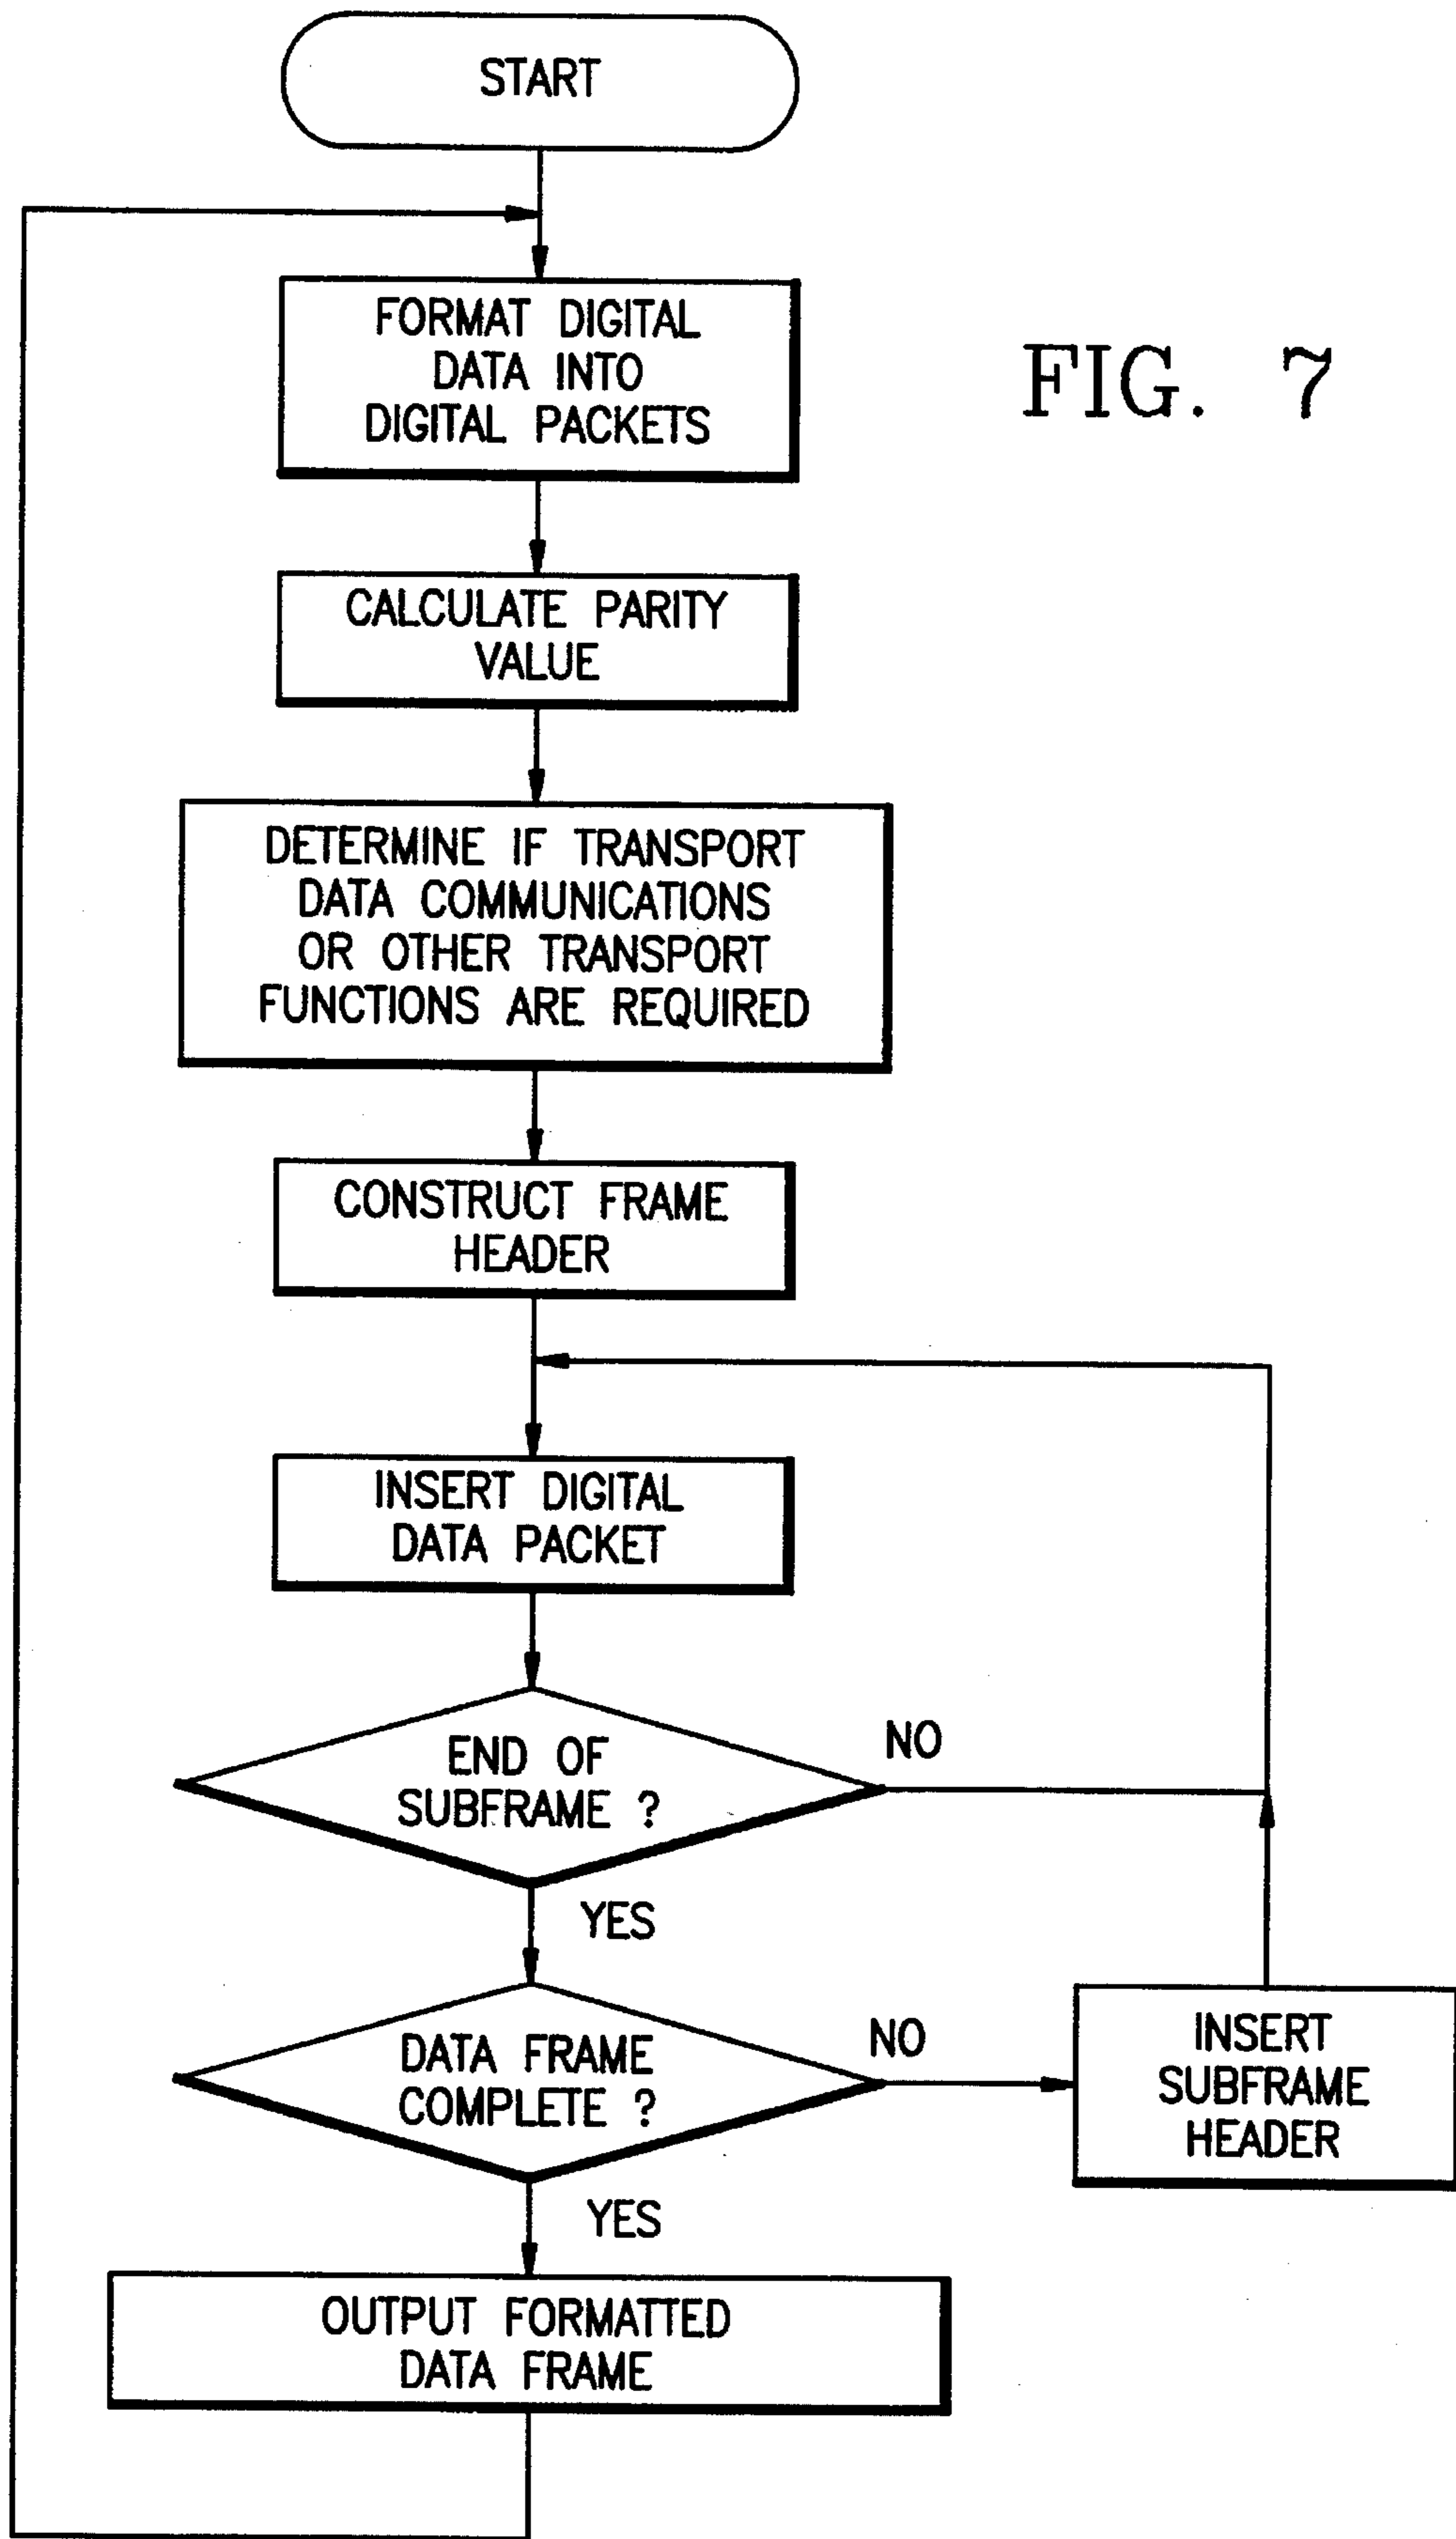 START
FORMAT DIGITAL
DATA INTO
DIGITAL PACKETS
FIG. 7
CALCULATE PARITY
VALUE
DETERMINE IF TRANSPORT
DATA COMMUNICATIONS
OR OTHER TRANSPORT
FUNCTIONS ARE REQUIRED
CONSTRUCT FRAME
HEADER
INSERT DIGITAL
DATA PACKET
END OF
SUBFRAME ?
NO
YES
DATA FRAME
COMPLETE ?
NO
INSERT
SUBFRAME
HEADER
YES
OUTPUT FORMATTED
DATA FRAME